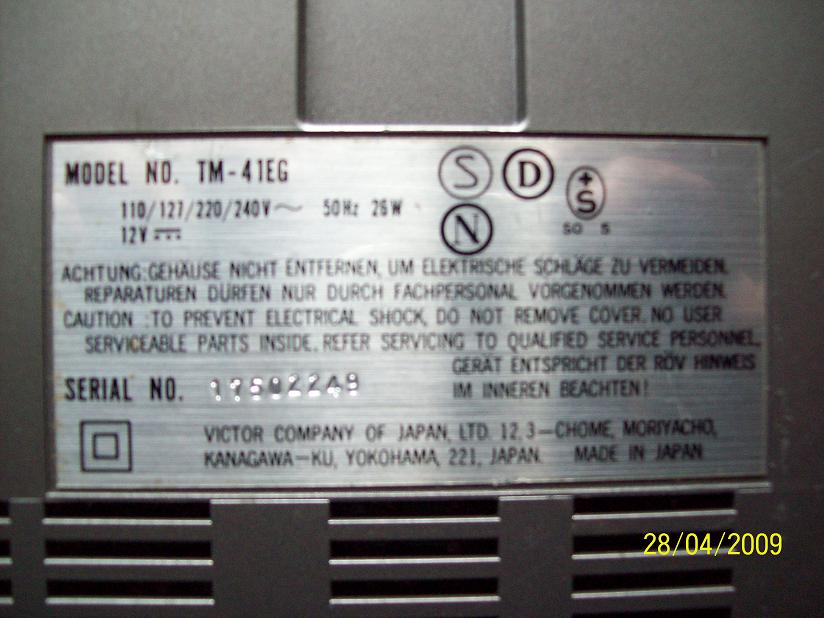 MODEL NO. TM-41EG
110/127/220/240V~ 50Hz 26W
12V
S
D
N
+S
SO S
ACHTUNG:GEHÄUSE NICHT ENTFERNEN, UM ELEKTRISCHE SCHLÄGE ZU VERMEIDEN.
REPARATUREN DÜRFEN NUR DURCH FACHPERSONAL VORGENOMMEN WERDEN.
CAUTION :TO PREVENT ELECTRICAL SHOCK, DO NOT REMOVE COVER. NO USER
SERVICEABLE PARTS INSIDE. REFER SERVICING TO QUALIFIED SERVICE PERSONNEL.
GERÄT ENTSPRICHT DER RÖV HINWEIS
IM INNEREN BEACHTEN!
SERIAL NO.
VICTOR COMPANY OF JAPAN, LTD. 12, 3-CHOME, MORIYACHO,
KANAGAWA-KU, YOKOHAMA, 221, JAPAN. MADE IN JAPAN
28/04/2009